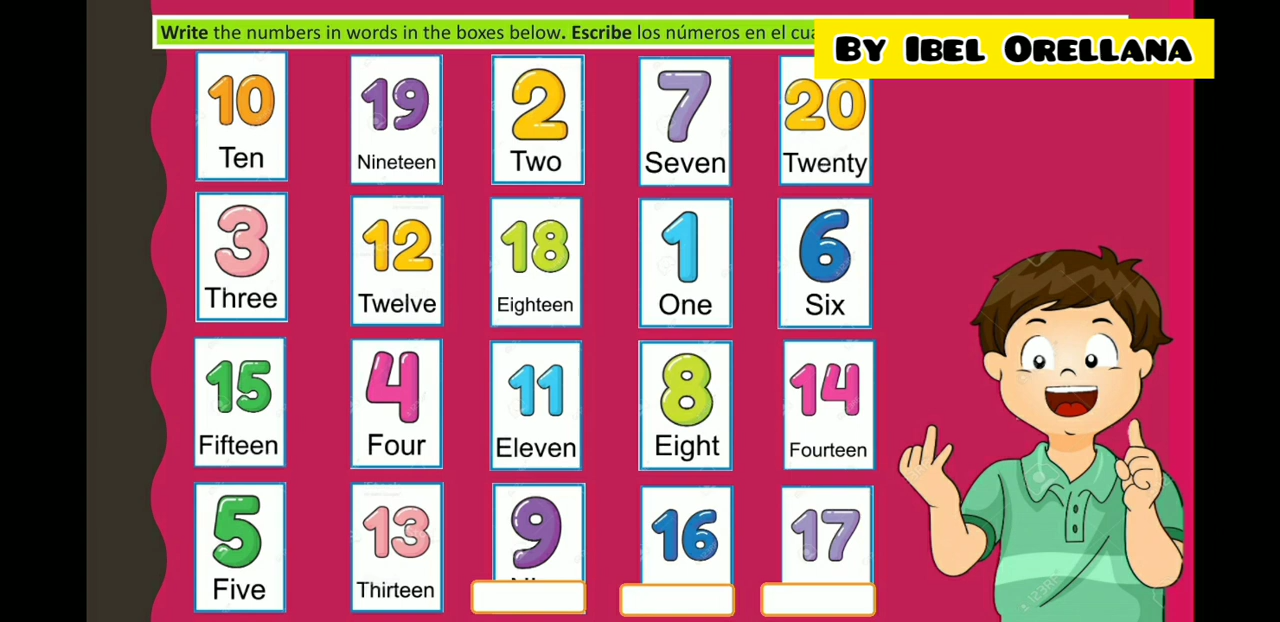 Write the numbers in words in the boxes below. Escribe los números en el
BY IBEL ORELLANA
10 19 2 7 20
Ten Nineteen Two Seven Twenty
3 12 18 1 6
Three Twelve Eighteen One Six
15 4 11 8 14
Fifteen Four Eleven Eight Fourteen
5 13 9 16 17
Five Thirteen